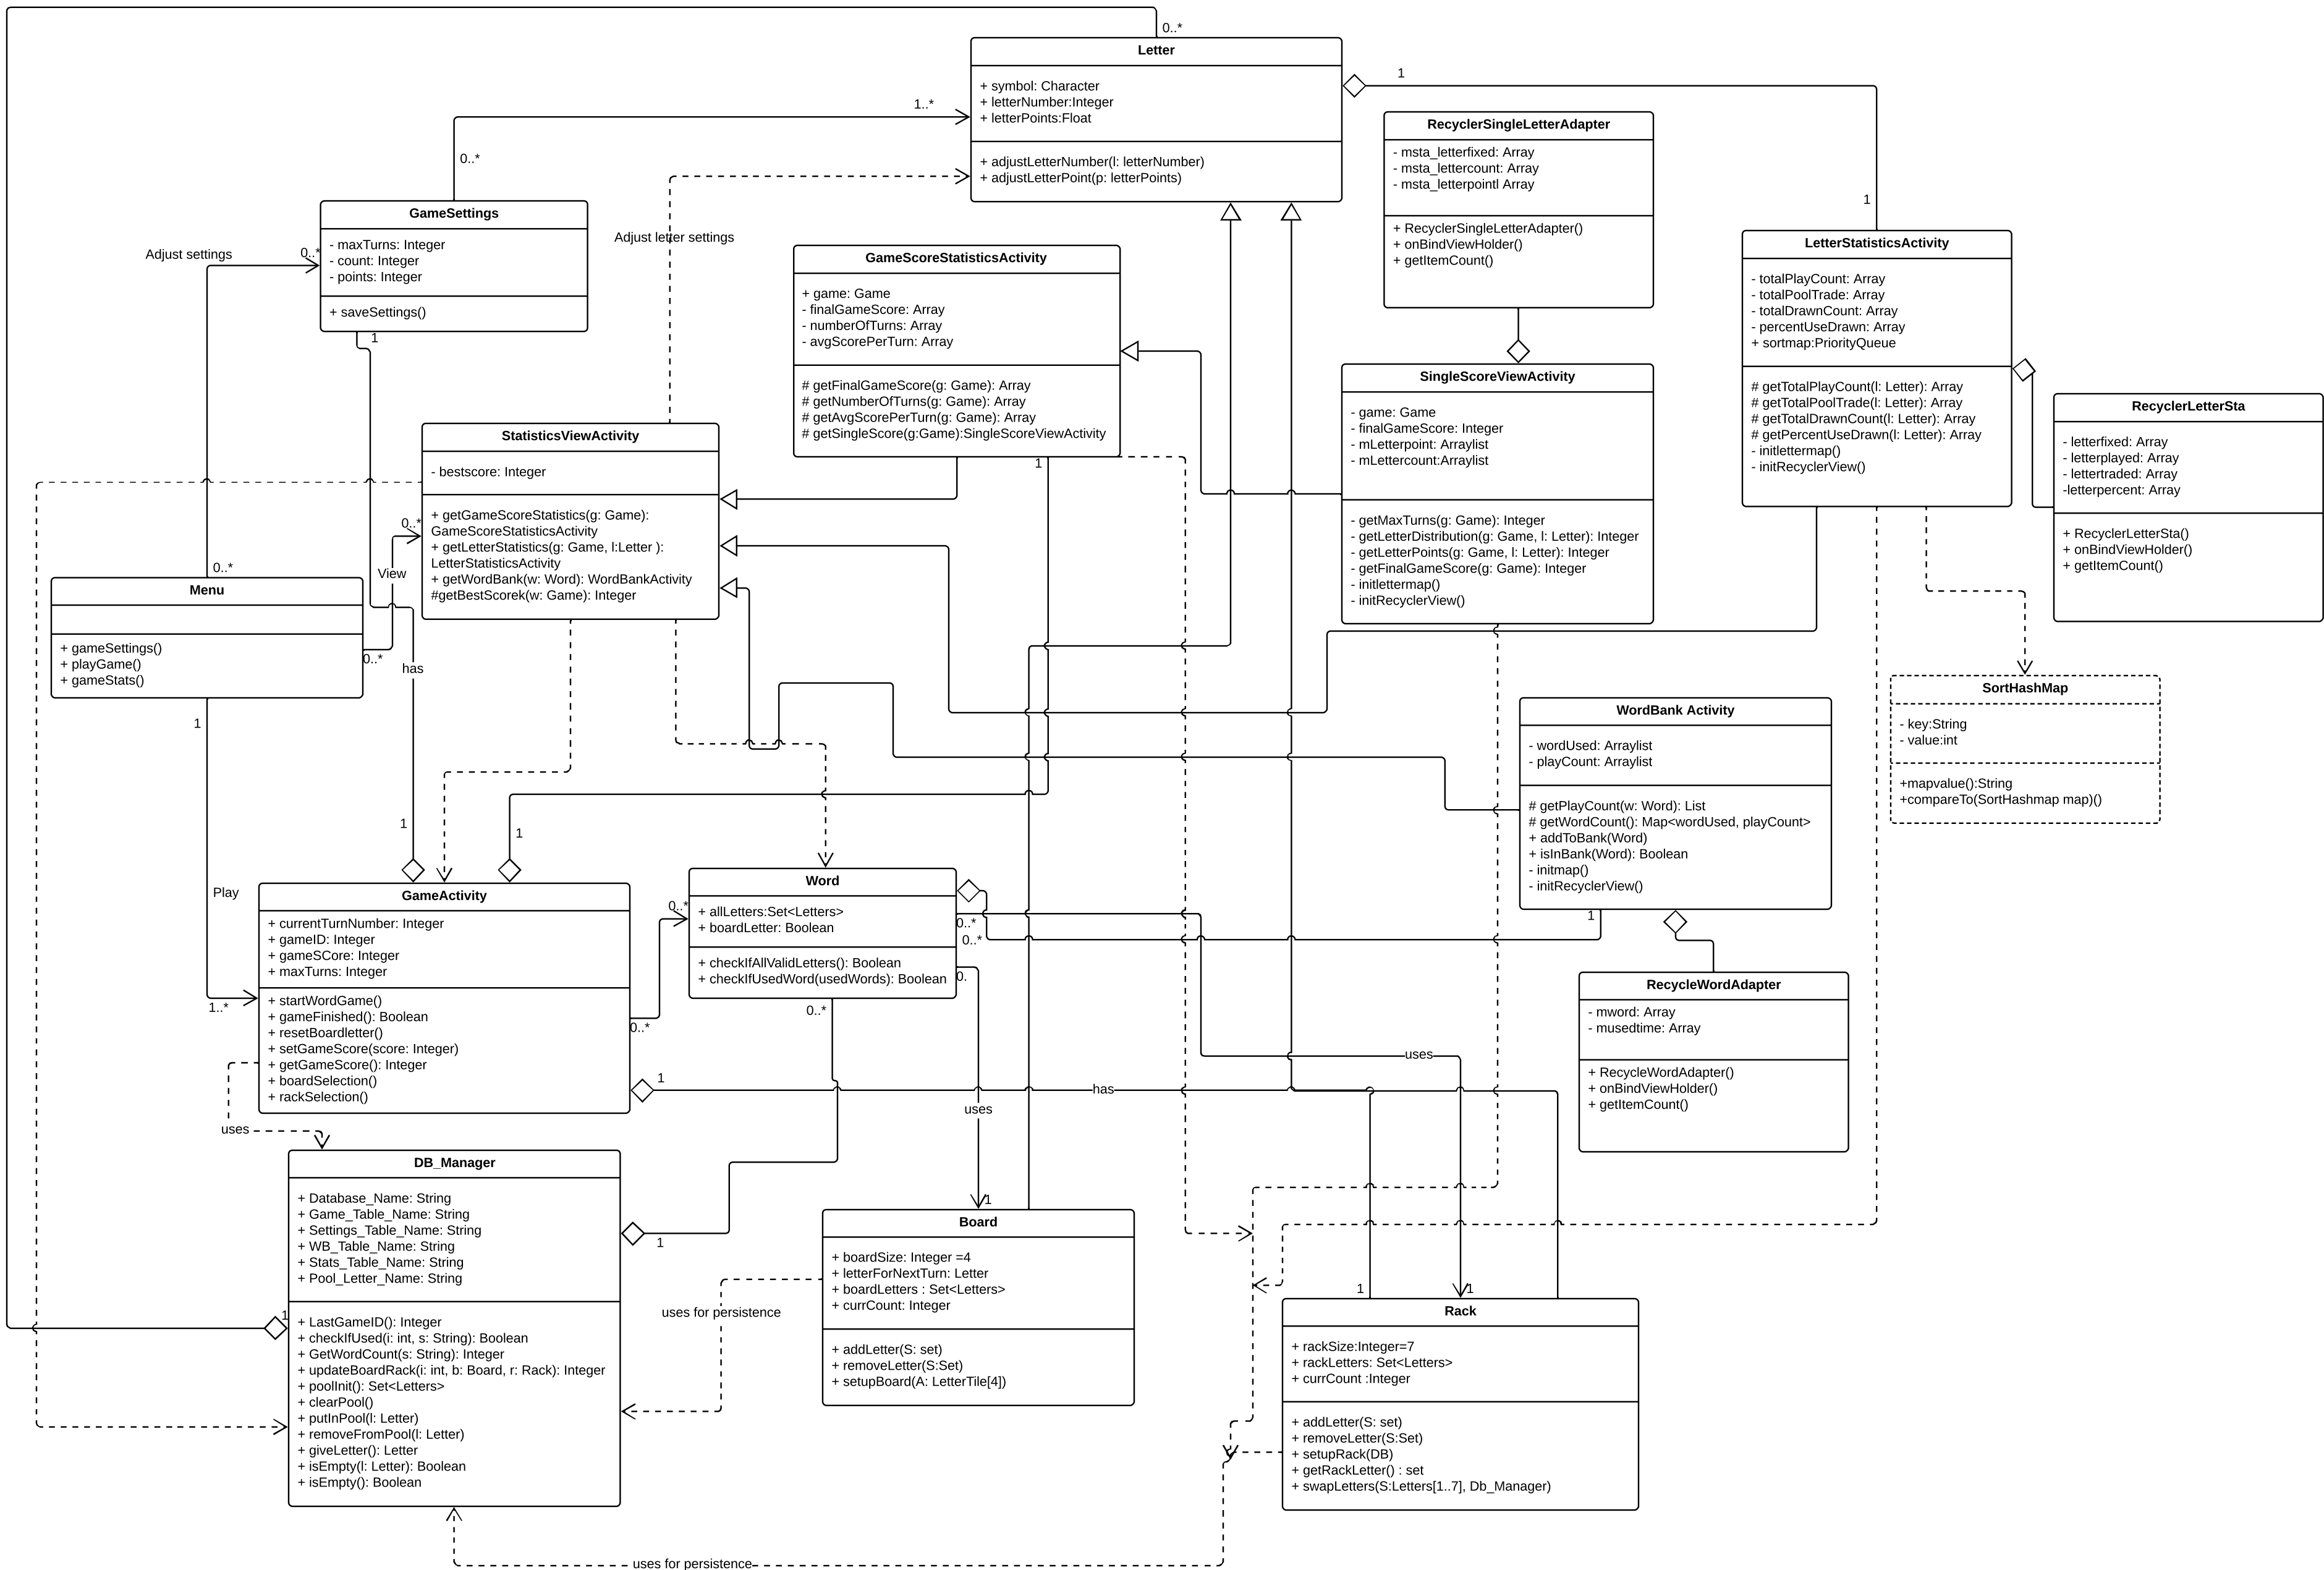 0..*
Letter
+ symbol: Character
+ letterNumber:Integer
+ letterPoints:Float
+ adjustLetterNumber(l: letterNumber)
+ adjustLetterPoint(p: letterPoints)
1
1
1..*
0..*
RecyclerSingleLetterAdapter
- msta_letterfixed: Array
- msta_lettercount: Array
- msta_letterpointl Array
+ RecyclerSingleLetterAdapter()
+ onBindViewHolder()
+ getItemCount()
GameSettings
- maxTurns: Integer
- count: Integer
- points: Integer
+ saveSettings()
1
Adjust settings
0..*
Adjust letter settings
GameScoreStatisticsActivity
+ game: Game
- finalGameScore: Array
- numberOfTurns: Array
- avgScorePerTurn: Array
# getFinalGameScore(g: Game): Array
# getNumberOfTurns(g: Game): Array
# getAvgScorePerTurn(g: Game): Array
# getSingleScore(g:Game):SingleScoreViewActivity
1
LetterStatisticsActivity
- totalPlayCount: Array
- totalPoolTrade: Array
- totalDrawnCount: Array
- percentUseDrawn: Array
+ sortmap:PriorityQueue
# getTotalPlayCount(l: Letter): Array
# getTotalPoolTrade(l: Letter): Array
# getTotalDrawnCount(l: Letter): Array
# getPercentUseDrawn(l: Letter): Array
- initlettermap()
- initRecyclerView()
SingleScoreViewActivity
- game: Game
- finalGameScore: Integer
- mLetterpoint: Arraylist
- mLettercount:Arraylist
- getMaxTurns(g: Game): Integer
- getLetterDistribution(g: Game, l: Letter): Integer
- getLetterPoints(g: Game, l: Letter): Integer
- getFinalGameScore(g: Game): Integer
- initlettermap()
- initRecyclerView()
RecyclerLetterSta
- letterfixed: Array
- letterplayed: Array
- lettertraded: Array
-letterpercent: Array
+ RecyclerLetterSta()
+ onBindViewHolder()
+ getItemCount()
StatisticsViewActivity
- bestscore: Integer
+ getGameScoreStatistics(g: Game):
GameScoreStatisticsActivity
+ getLetterStatistics(g: Game, l:Letter ):
LetterStatisticsActivity
+ getWordBank(w: Word): WordBankActivity
#getBestScorek(w: Game): Integer
0..*
View
0..*
0..*
Menu
+ gameSettings()
+ playGame()
+ gameStats()
1
has
1
1
Play
1..*
SortHashMap
- key:String
- value:int
+mapvalue():String
+compareTo(SortHashmap map)()
WordBank Activity
- wordUsed: Arraylist
- playCount: Arraylist
# getPlayCount(w: Word): List
# getWordCount(): Map<wordUsed, playCount>
+ addToBank(Word)
+ isInBank(Word): Boolean
- initmap()
- initRecyclerView()
1
GameActivity
+ currentTurnNumber: Integer
+ gameID: Integer
+ gameSCore: Integer
+ maxTurns: Integer
+ startWordGame()
+ gameFinished(): Boolean
+ resetBoardletter()
+ setGameScore(score: Integer)
+ getGameScore(): Integer
+ boardSelection()
+ rackSelection()
0..*
0..*
Word
+ allLetters:Set<Letters>
+ boardLetter: Boolean
+ checkIfAllValidLetters(): Boolean
+ checkIfUsedWord(usedWords): Boolean
0..*
0..*
0.
0..*
RecycleWordAdapter
- mword: Array
- musedtime: Array
+ RecycleWordAdapter()
+ onBindViewHolder()
+ getItemCount()
uses
1
has
uses
uses
DB_Manager
+ Database_Name: String
+ Game_Table_Name: String
+ Settings_Table_Name: String
+ WB_Table_Name: String
+ Stats_Table_Name: String
+ Pool_Letter_Name: String
+ LastGameID(): Integer
+ checkIfUsed(i: int, s: String): Boolean
+ GetWordCount(s: String): Integer
+ updateBoardRack(i: int, b: Board, r: Rack): Integer
+ poolInit(): Set<Letters>
+ clearPool()
+ putInPool(l: Letter)
+ removeFromPool(l: Letter)
+ giveLetter(): Letter
+ isEmpty(l: Letter): Boolean
+ isEmpty(): Boolean
1
1
1
Board
+ boardSize: Integer =4
+ letterForNextTurn: Letter
+ boardLetters : Set<Letters>
+ currCount: Integer
+ addLetter(S: set)
+ removeLetter(S:Set)
+ setupBoard(A: LetterTile[4])
uses for persistence
1
1
Rack
+ rackSize:Integer=7
+ rackLetters: Set<Letters>
+ currCount :Integer
+ addLetter(S: set)
+ removeLetter(S:Set)
+ setupRack(DB)
+ getRackLetter() : set
+ swapLetters(S:Letters[1..7], Db_Manager)
uses for persistence